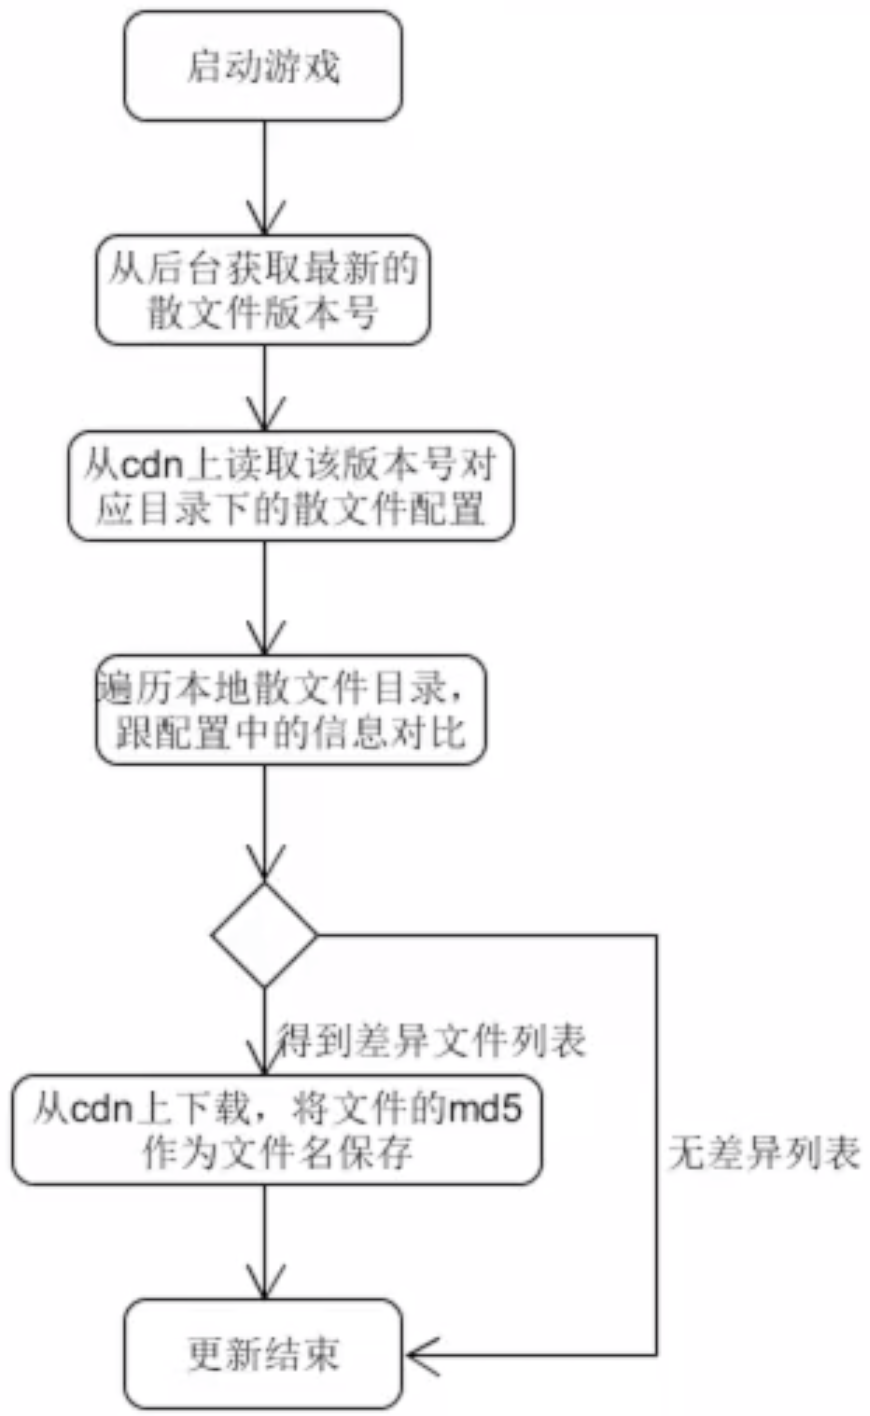 启动游戏
从后台获取最新的
散文件版本号
从cdn上读取该版本号对
应目录下的散文件配置
遍历本地散文件目录，
跟配置中的信息对比
得到差异文件列表
从cdn上下载，将文件的md5
作为文件名保存
无差异列表
更新结束